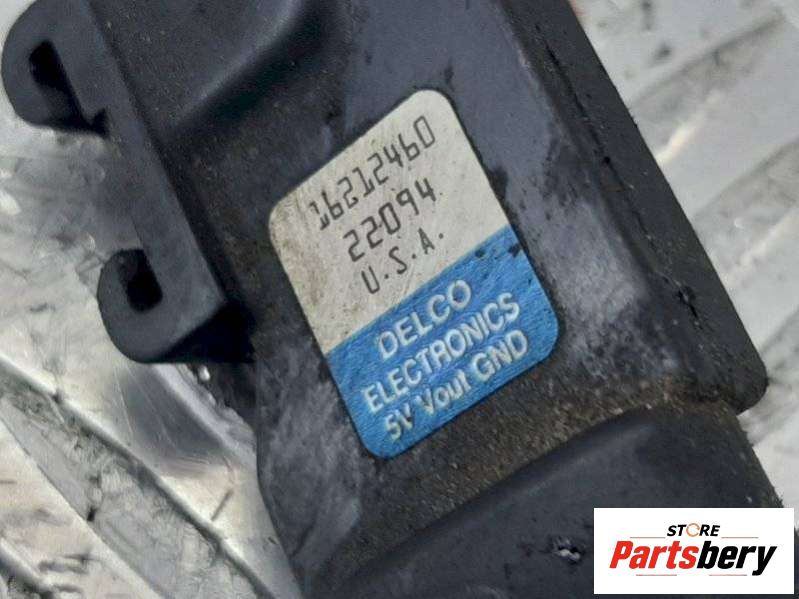 16212460
22094
U.S.A.
DELCO
ELECTRONICS
5V Vout GND
STORE
Partsbery